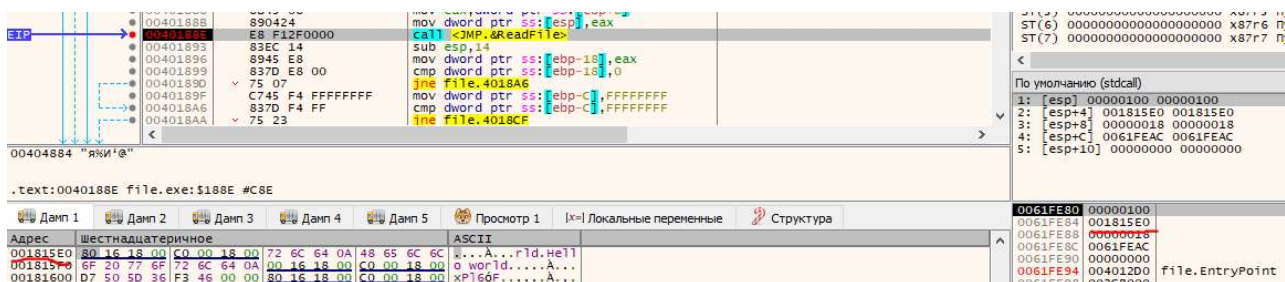 0040188B 890424 mov dword ptr ss:[esp],eax
EIP 0040188E E8 F12F0000 call <JMP.&ReadFile>
00401893 83EC 14 sub esp,14
00401896 8945 E8 mov dword ptr ss:[ebp-18],eax
00401899 837D E8 00 cmp dword ptr ss:[ebp-18],0
0040189D 75 07 jne file.4018A6
0040189F C745 F4 FFFFFFFF mov dword ptr ss:[ebp-C],FFFFFFFF
004018A6 837D F4 FF cmp dword ptr ss:[ebp-C],FFFFFFFF
004018AA 75 23 jne file.4018CF
ST(6) 00000000000000000000 x87r6
ST(7) 00000000000000000000 x87r7
По умолчанию (stdcall)
1: [esp] 00000100 00000100
2: [esp+4] 001815E0 001815E0
3: [esp+8] 00000018 00000018
4: [esp+C] 0061FEAC 0061FEAC
5: [esp+10] 00000000 00000000
00404884 "я%И'@"
.text:0040188E file.exe:$188E #C8E
Дамп 1 Дамп 2 Дамп 3 Дамп 4 Дамп 5 Просмотр 1 [x=] Локальные переменные Структура
Адрес Шестнадцатеричное ASCII
001815E0 80 16 18 00 C0 00 18 00 72 6C 64 0A 48 65 6C 6C ....А...rld.Hell
001815F0 6F 20 77 6F 72 6C 64 0A 00 16 18 00 C0 00 18 00 o world.....А...
00181600 D7 50 5D 36 F3 46 00 00 80 16 18 00 C0 00 18 00
0061FE80 00000100
0061FE84 001815E0
0061FE88 00000018
0061FE8C 0061FEAC
0061FE90 00000000
0061FE94 004012D0 file.EntryPoint